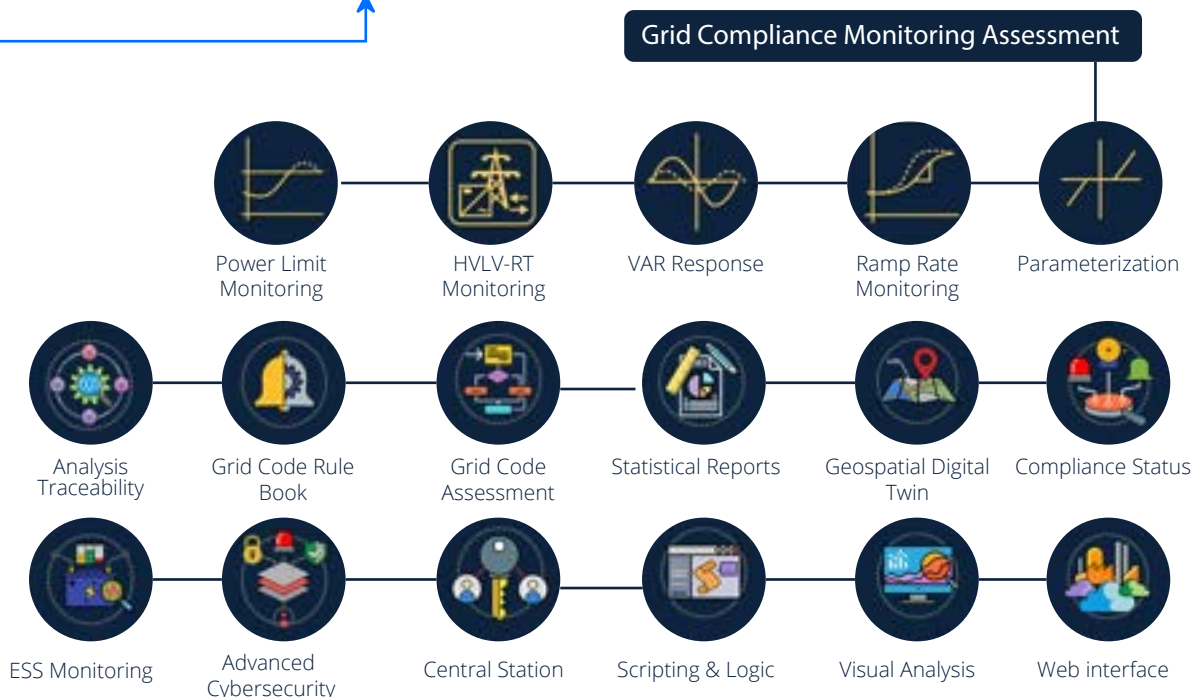 Grid Compliance Monitoring Assessment
Power Limit
Monitoring
HVLV-RT
Monitoring
VAR Response
Ramp Rate
Monitoring
Parameterization
Analysis
Traceability
Grid Code Rule
Book
Grid Code
Assessment
Statistical Reports
Geospatial Digital
Twin
Compliance Status
ESS Monitoring
Advanced
Cybersecurity
Central Station
Scripting & Logic
Visual Analysis
Web interface